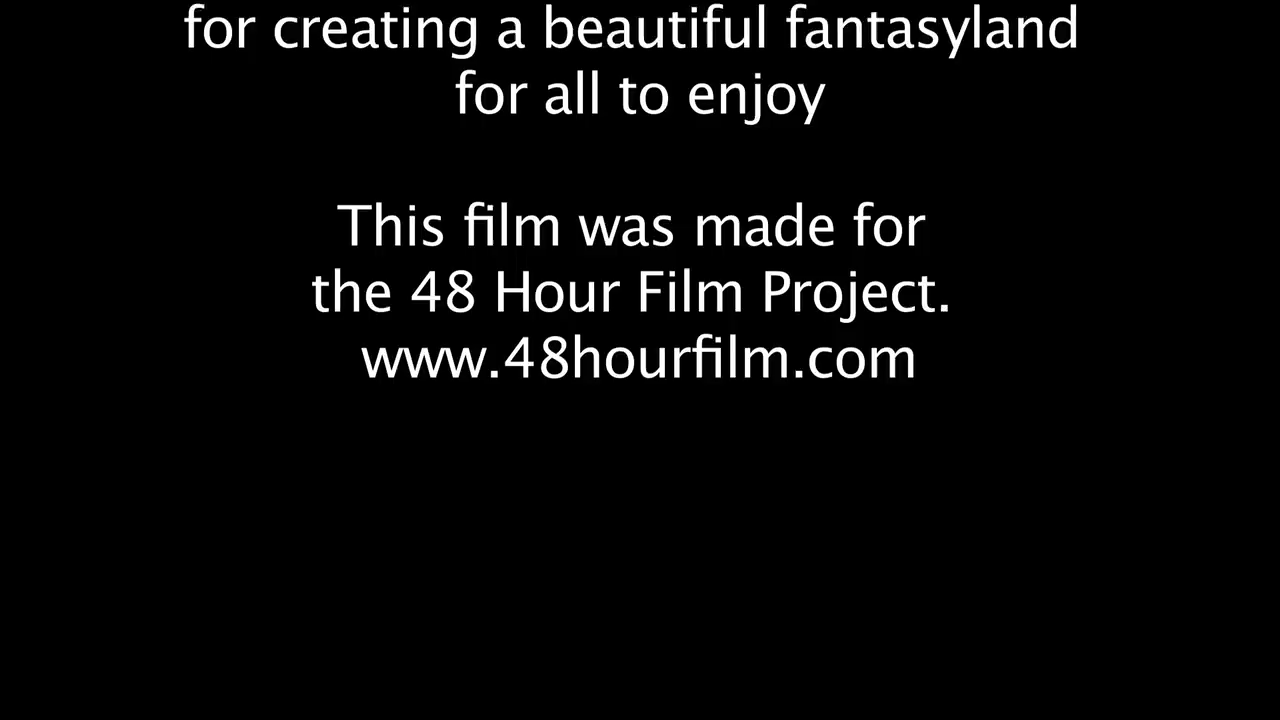 for creating a beautiful fantasyland
for all to enjoy
This film was made for
the 48 Hour Film Project.
www.48hourfilm.com